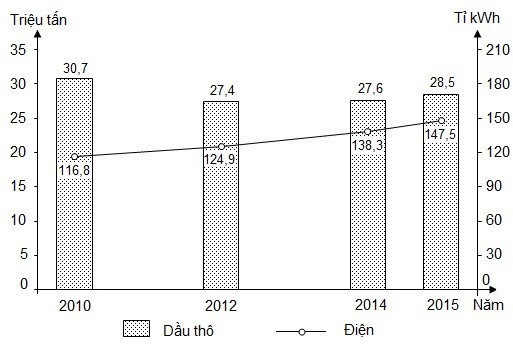 Triệu tấn
Tỉ kWh
35 210
30,7
30 180
27,4 27,6 28,5
25 150
147,5
138,3
124,9
20 120
116,8
15 90
10 60
5 30
0 0
2010 2012 2014 2015 Năm
Dầu thô Điện